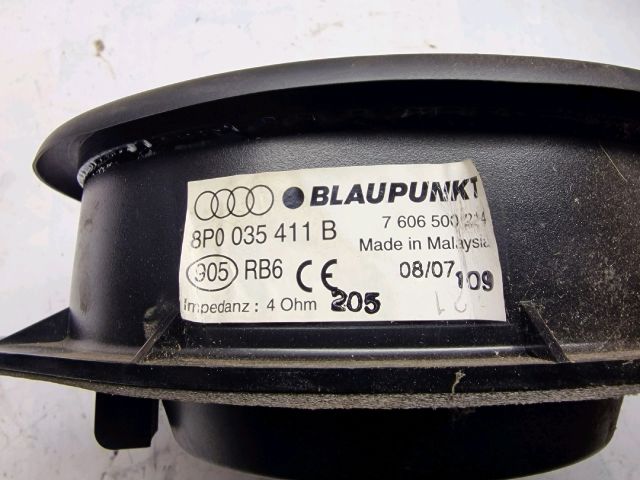 BLAUPUNKT
8P0 035 411 B
7 606 500
Made in Malaysia
905 RB6 CE
08/07
109
Impedanz : 4 Ohm
205